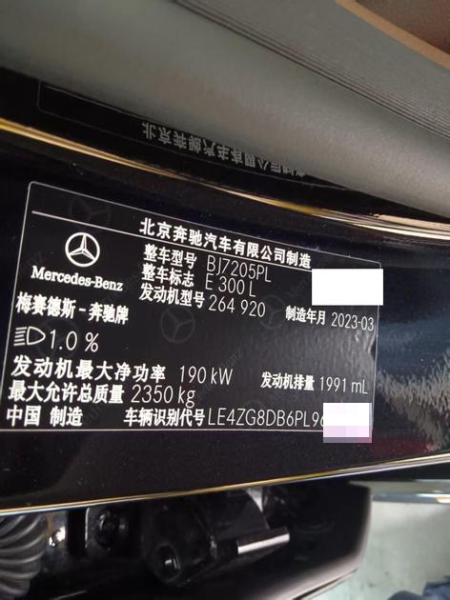 北京奔驰汽车有限公司制造
整车型号 BJ7205PL
整车标志 E 300 L
发动机型号 264 920 制造年月 2023-03
Mercedes-Benz
梅赛德斯-奔驰牌
1.0 %
发动机最大净功率 190 kW 发动机排量 1991 mL
最大允许总质量 2350 kg
中国 制造 车辆识别代号 LE4ZG8DB6PL9